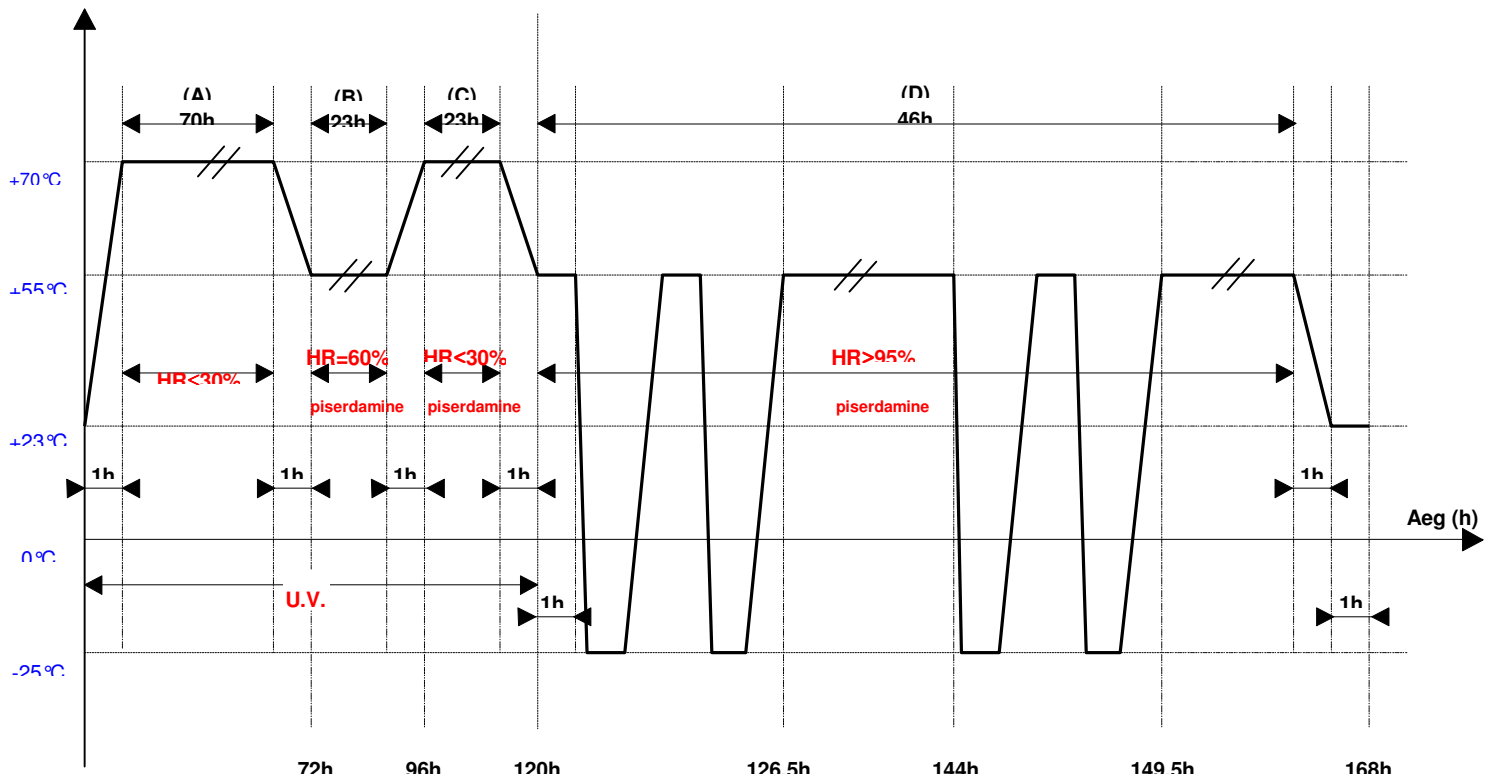 (A)
70h
(B)
23h
(C)
23h
(D)
46h
+70°C
+55°C
HR<30%
HR=60%
piserdamine
HR<30%
piserdamine
HR>95%
piserdamine
+23°C
1h
1h
1h
1h
1h
Aeg (h)
0°C
U.V.
1h
1h
-25°C
72h
96h
120h
126.5h
144h
149.5h
168h